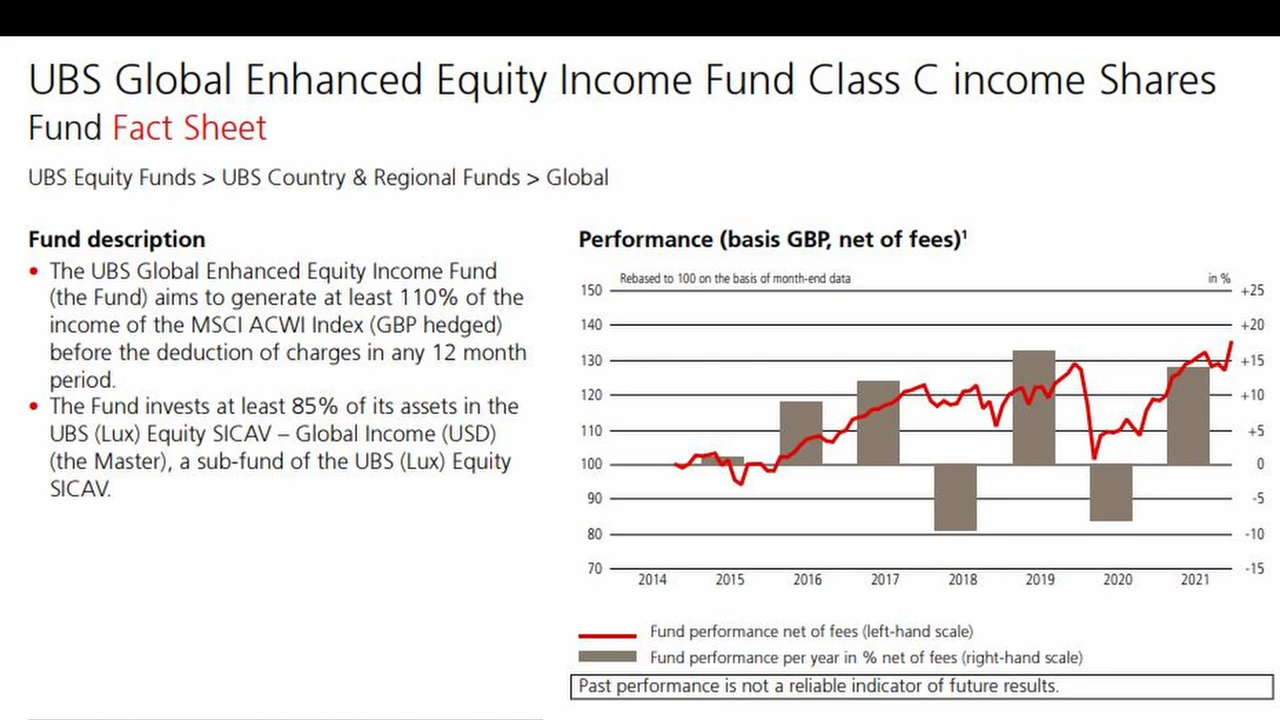 UBS Global Enhanced Equity Income Fund Class C income Shares
Fund Fact Sheet
UBS Equity Funds > UBS Country & Regional Funds > Global
Fund description
• The UBS Global Enhanced Equity Income Fund
(the Fund) aims to generate at least 110% of the
income of the MSCI ACWI Index (GBP hedged)
before the deduction of charges in any 12 month
period.
• The Fund invests at least 85% of its assets in the
UBS (Lux) Equity SICAV – Global Income (USD)
(the Master), a sub-fund of the UBS (Lux) Equity
SICAV.
Performance (basis GBP, net of fees)¹
Rebased to 100 on the basis of month-end data in %
150 +25
140 +20
130 +15
120 +10
110 +5
100 0
90 -5
80 -10
70 -15
2014 2015 2016 2017 2018 2019 2020 2021
Fund performance net of fees (left-hand scale)
Fund performance per year in % net of fees (right-hand scale)
Past performance is not a reliable indicator of future results.